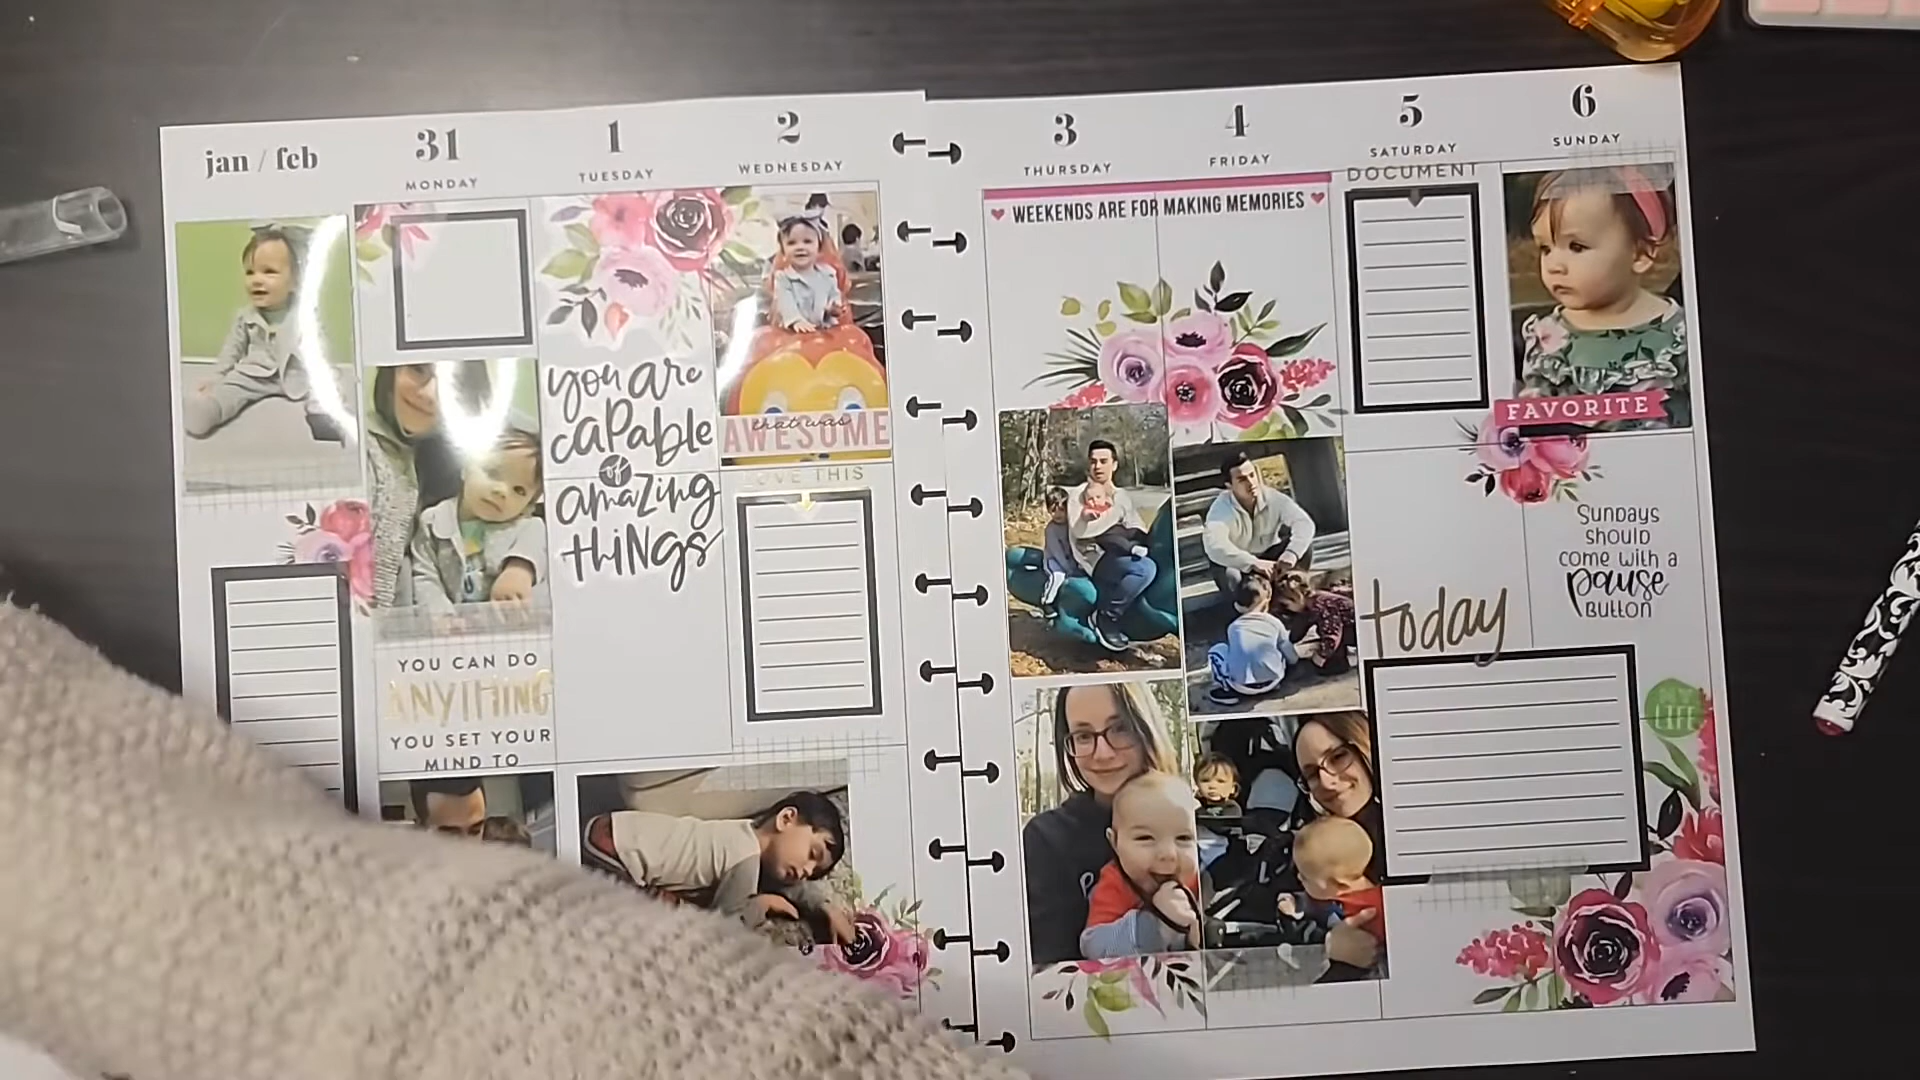 jan / feb
31
MONDAY
1
TUESDAY
2
WEDNESDAY
3
THURSDAY
4
FRIDAY
5
SATURDAY
6
SUNDAY
you are
capable
of
amazing
things
that was
AWESOME
LOVE THIS
YOU CAN DO
ANYTHING
YOU SET YOUR
MIND TO
WEEKENDS ARE FOR MAKING MEMORIES
DOCUMENT
FAVORITE
Sundays
should
come with a
pause
button
today
MY
LIFE